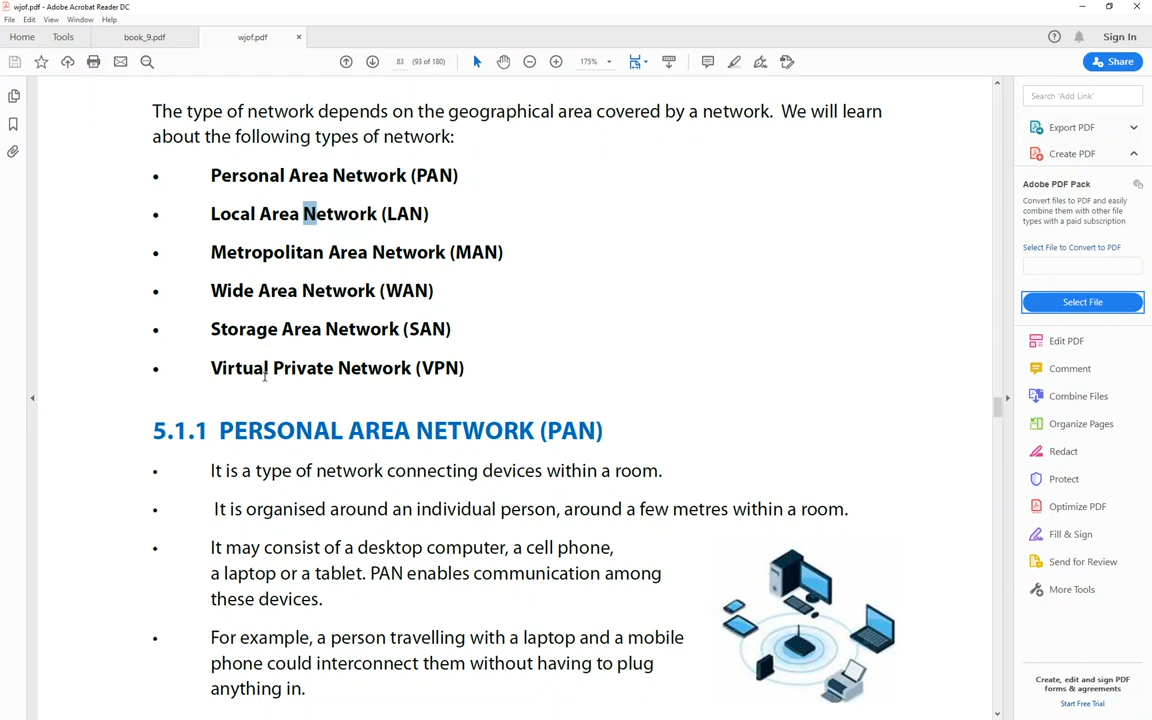 wjof.pdf - Adobe Acrobat Reader DC
File Edit View Window Help
Home Tools book_9.pdf wjof.pdf × Sign In
83 (93 of 180) 175% Share
The type of network depends on the geographical area covered by a network. We will learn
about the following types of network:
• Personal Area Network (PAN)
• Local Area Network (LAN)
• Metropolitan Area Network (MAN)
• Wide Area Network (WAN)
• Storage Area Network (SAN)
• Virtual Private Network (VPN)
5.1.1 PERSONAL AREA NETWORK (PAN)
• It is a type of network connecting devices within a room.
• It is organised around an individual person, around a few metres within a room.
• It may consist of a desktop computer, a cell phone,
a laptop or a tablet. PAN enables communication among
these devices.
• For example, a person travelling with a laptop and a mobile
phone could interconnect them without having to plug
anything in.
Search 'Add Link'
Export PDF
Create PDF
Adobe PDF Pack
Convert files to PDF and easily
combine them with other file
types with a paid subscription
Select File to Convert to PDF
Select File
Edit PDF
Comment
Combine Files
Organize Pages
Redact
Protect
Optimize PDF
Fill & Sign
Send for Review
More Tools
Create, edit and sign PDF
forms & agreements
Start Free Trial